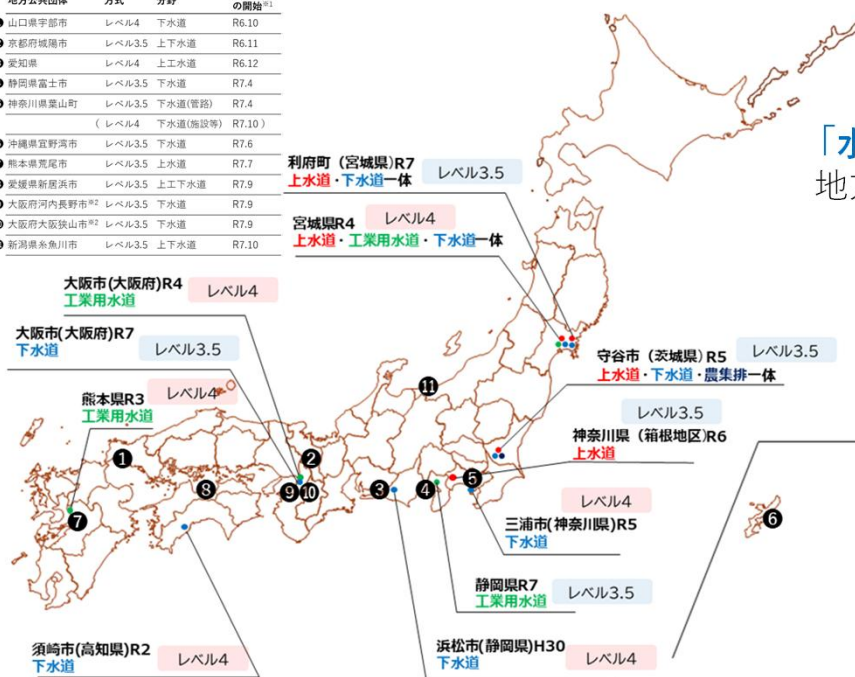 地方公共団体 方式 分野 の開始※1
山口県宇部市 レベル4 下水道 R6.10
京都府城陽市 レベル3.5 上下水道 R6.11
愛知県 レベル4 上工水道 R6.12
静岡県富士市 レベル3.5 下水道 R7.4
神奈川県葉山町 レベル3.5 下水道(管路) R7.4
( レベル4 下水道(施設等) R7.10 )
沖縄県宜野湾市 レベル3.5 下水道 R7.6
熊本県荒尾市 レベル3.5 上水道 R7.7
愛媛県新居浜市 レベル3.5 上工下水道 R7.9
大阪府河内長野市※2 レベル3.5 下水道 R7.9
大阪府大阪狭山市※2 レベル3.5 下水道 R7.9
新潟県糸魚川市 レベル3.5 上下水道 R7.10
「水
地方
利府町（宮城県）R7 レベル3.5
上水道・下水道一体
宮城県R4 レベル4
上水道・工業用水道・下水道一体
大阪市(大阪府)R4 レベル4
工業用水道
大阪市(大阪府)R7
下水道 レベル3.5
熊本県R3 レベル4
工業用水道
守谷市（茨城県）R5 レベル3.5
上水道・下水道・農集排一体
レベル3.5
神奈川県（箱根地区)R6
上水道
レベル4
三浦市(神奈川県)R5
下水道
静岡県R7 レベル3.5
工業用水道
浜松市(静岡県)H30
下水道 レベル4
須崎市(高知県)R2
下水道 レベル4
⓫
❶
❷
❽
❾ ❿
❸
❹
❺
❻
❼